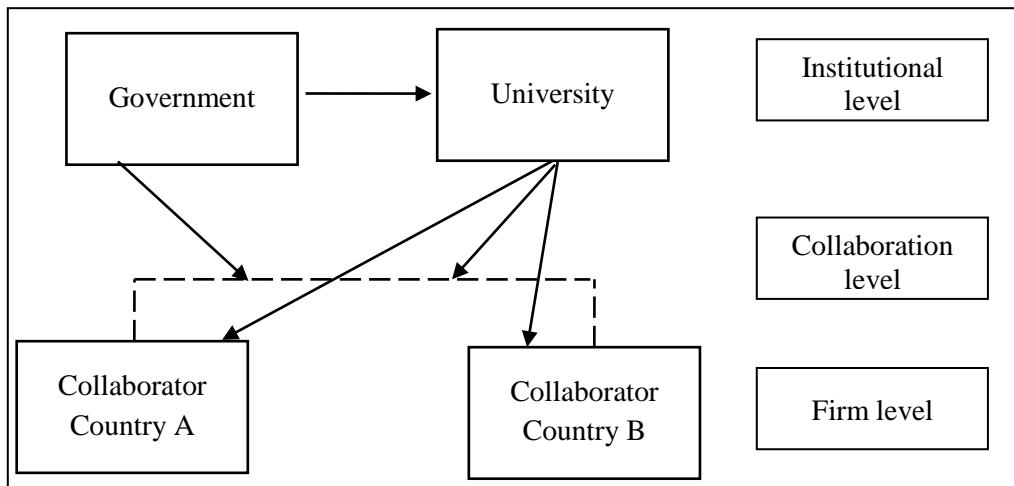 Government
University
Institutional
level
Collaboration
level
Collaborator
Country A
Collaborator
Country B
Firm level